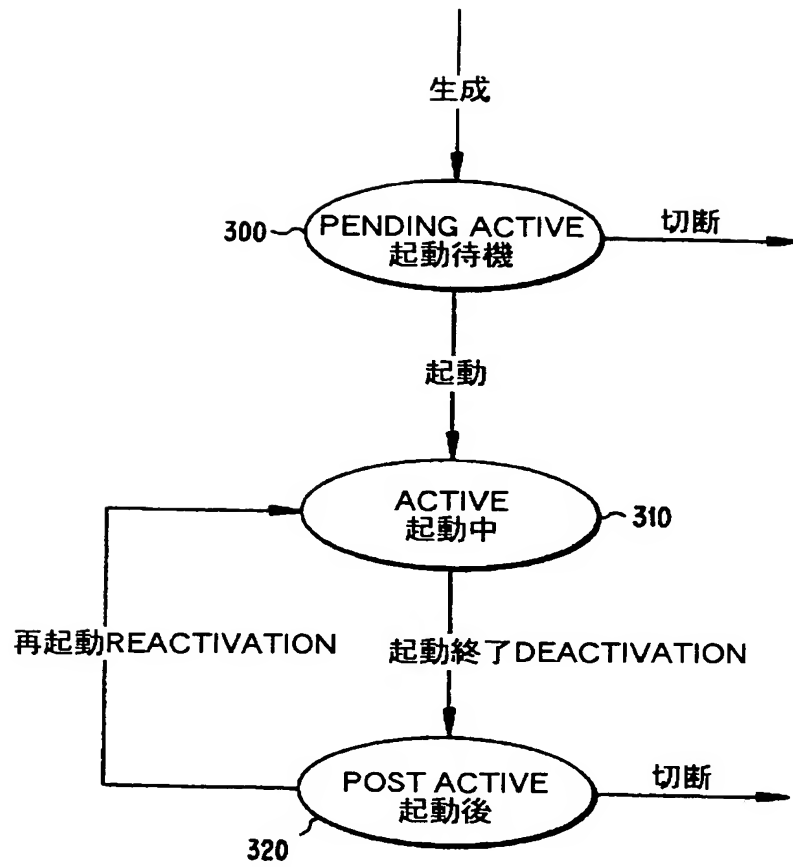 生成
300
PENDING ACTIVE
起動待機
切断
起動
ACTIVE
起動中
310
再起動REACTIVATION
起動終了DEACTIVATION
POST ACTIVE
起動後
切断
320